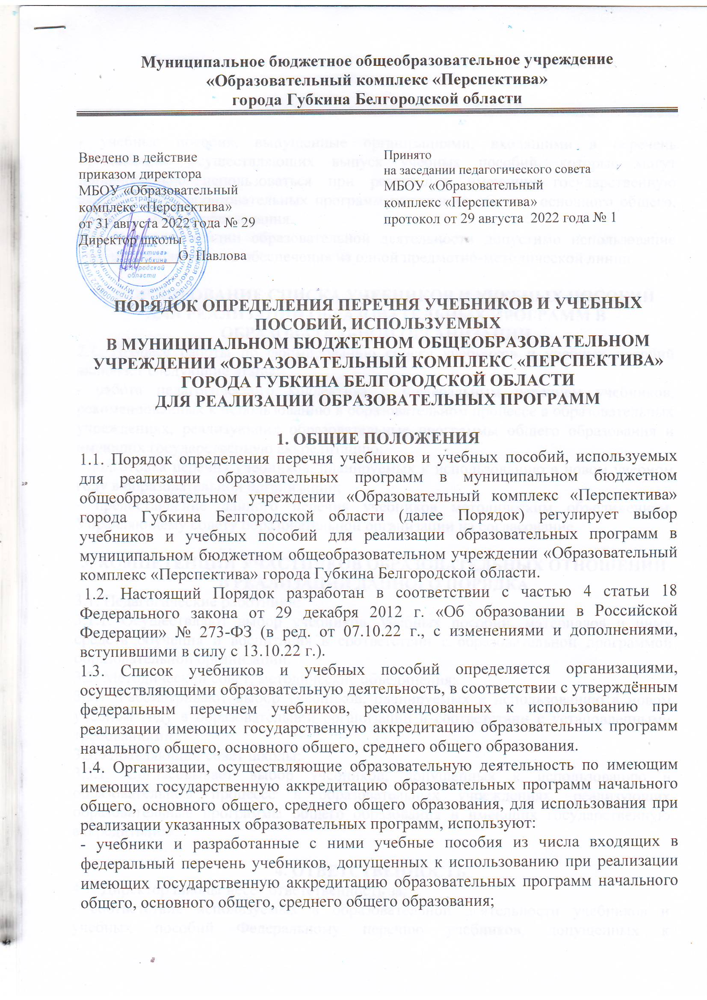 Муниципальное бюджетное общеобразовательное учреждение
«Образовательный комплекс «Перспектива»
города Губкина Белгородской области
Введено в действие
приказом директора
МБОУ «Образовательный
комплекс «Перспектива»
от 31 августа 2022 года № 29
Директор школы
О. Павлова
Принято
на заседании педагогического совета
МБОУ «Образовательный
комплекс «Перспектива»
протокол от 29 августа 2022 года № 1
«Образовательный
комплекс
«Перспектива»
города Губкина
Белгородской
области
ПОРЯДОК ОПРЕДЕЛЕНИЯ ПЕРЕЧНЯ УЧЕБНИКОВ И УЧЕБНЫХ
ПОСОБИЙ, ИСПОЛЬЗУЕМЫХ
В МУНИЦИПАЛЬНОМ БЮДЖЕТНОМ ОБЩЕОБРАЗОВАТЕЛЬНОМ
УЧРЕЖДЕНИИ «ОБРАЗОВАТЕЛЬНЫЙ КОМПЛЕКС «ПЕРСПЕКТИВА»
ГОРОДА ГУБКИНА БЕЛГОРОДСКОЙ ОБЛАСТИ
ДЛЯ РЕАЛИЗАЦИИ ОБРАЗОВАТЕЛЬНЫХ ПРОГРАММ
1. ОБЩИЕ ПОЛОЖЕНИЯ
1.1. Порядок определения перечня учебников и учебных пособий, используемых
для реализации образовательных программ в муниципальном бюджетном
общеобразовательном учреждении «Образовательный комплекс «Перспектива»
города Губкина Белгородской области (далее Порядок) регулирует выбор
учебников и учебных пособий для реализации образовательных программ в
муниципальном бюджетном общеобразовательном учреждении «Образовательный
комплекс «Перспектива» города Губкина Белгородской области.
1.2. Настоящий Порядок разработан в соответствии с частью 4 статьи 18
Федерального закона от 29 декабря 2012 г. «Об образовании в Российской
Федерации» № 273-ФЗ (в ред. от 07.10.22 г., с изменениями и дополнениями,
вступившими в силу с 13.10.22 г.).
1.3. Список учебников и учебных пособий определяется организациями,
осуществляющими образовательную деятельность, в соответствии с утверждённым
федеральным перечнем учебников, рекомендованных к использованию при
реализации имеющих государственную аккредитацию образовательных программ
начального общего, основного общего, среднего общего образования.
1.4. Организации, осуществляющие образовательную деятельность по имеющим
имеющих государственную аккредитацию образовательных программ начального
общего, основного общего, среднего общего образования, для использования при
реализации указанных образовательных программ, используют:
- учебники и разработанные с ними учебные пособия из числа входящих в
федеральный перечень учебников, допущенных к использованию при реализации
имеющих государственную аккредитацию образовательных программ начального
общего, основного общего, среднего общего образования;